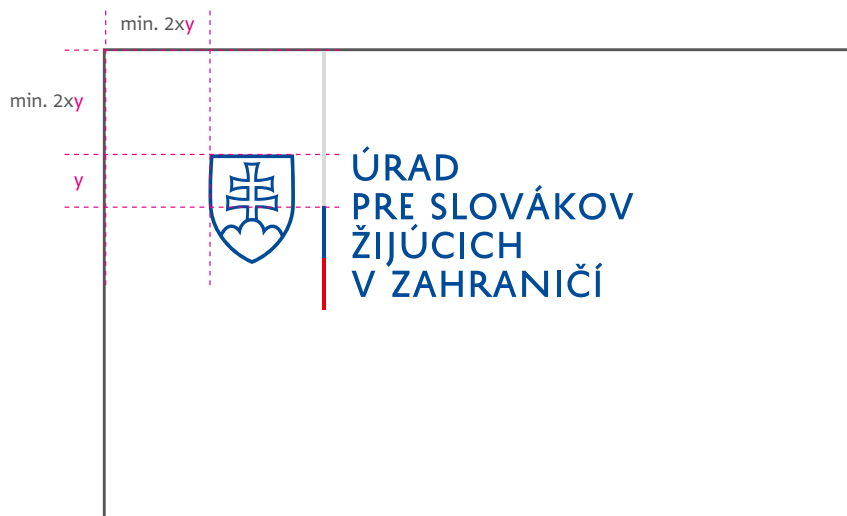 min. 2xy
min. 2xy
y
ÚRAD
PRE SLOVÁKOV
ŽIJÚCICH
V ZAHRANIČÍ